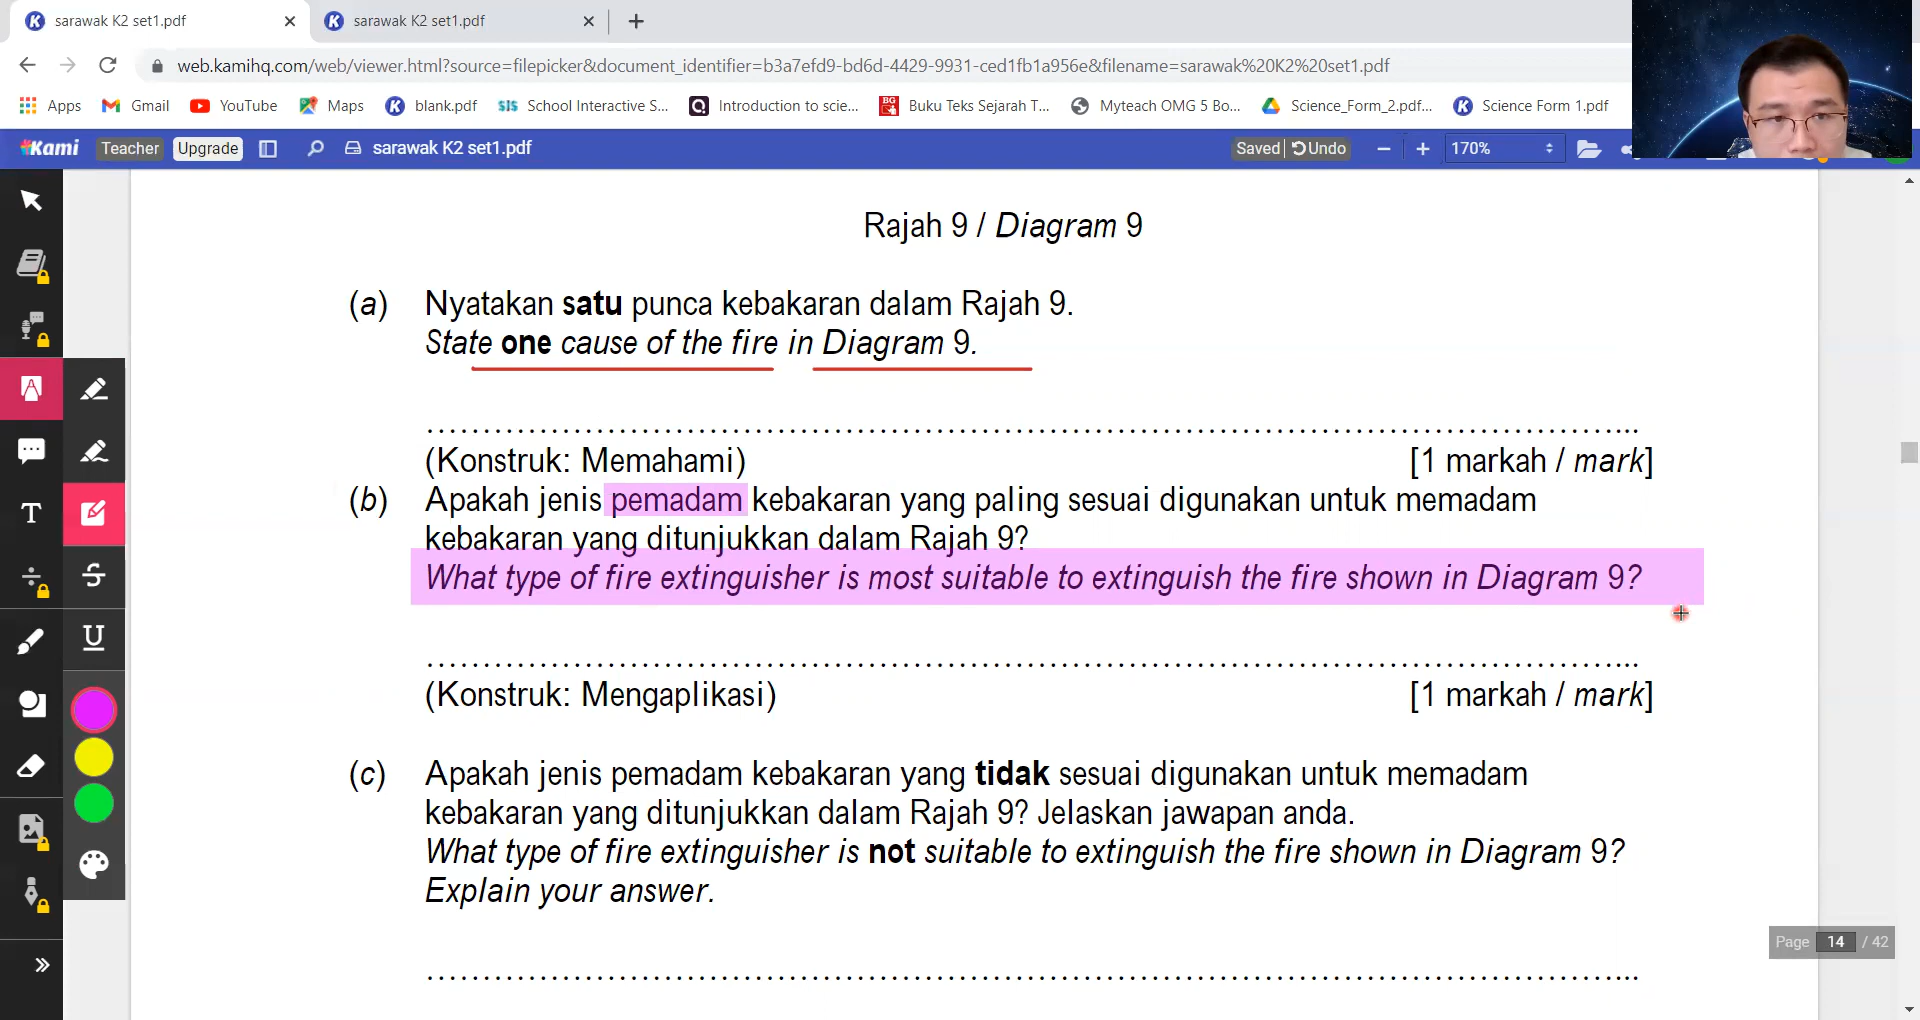 sarawak K2 set1.pdf
sarawak K2 set1.pdf
web.kamihq.com/web/viewer.html?source=filepicker&document_identifier=b3a7efd9-bd6d-4429-9931-ced1fb1a956e&filename=sarawak%20K2%20set1.pdf
Apps Gmail YouTube Maps blank.pdf School Interactive S... Introduction to scie... Buku Teks Sejarah T... Myteach OMG 5 Bo... Science_Form_2.pdf... Science Form 1.pdf
Kami Teacher Upgrade sarawak K2 set1.pdf Saved Undo 170%
Rajah 9 / Diagram 9
(a) Nyatakan satu punca kebakaran dalam Rajah 9.
State one cause of the fire in Diagram 9.
(Konstruk: Memahami) [1 markah / mark]
(b) Apakah jenis pemadam kebakaran yang paling sesuai digunakan untuk memadam
kebakaran yang ditunjukkan dalam Rajah 9?
What type of fire extinguisher is most suitable to extinguish the fire shown in Diagram 9?
(Konstruk: Mengaplikasi) [1 markah / mark]
(c) Apakah jenis pemadam kebakaran yang tidak sesuai digunakan untuk memadam
kebakaran yang ditunjukkan dalam Rajah 9? Jelaskan jawapan anda.
What type of fire extinguisher is not suitable to extinguish the fire shown in Diagram 9?
Explain your answer.
Page 14 / 42